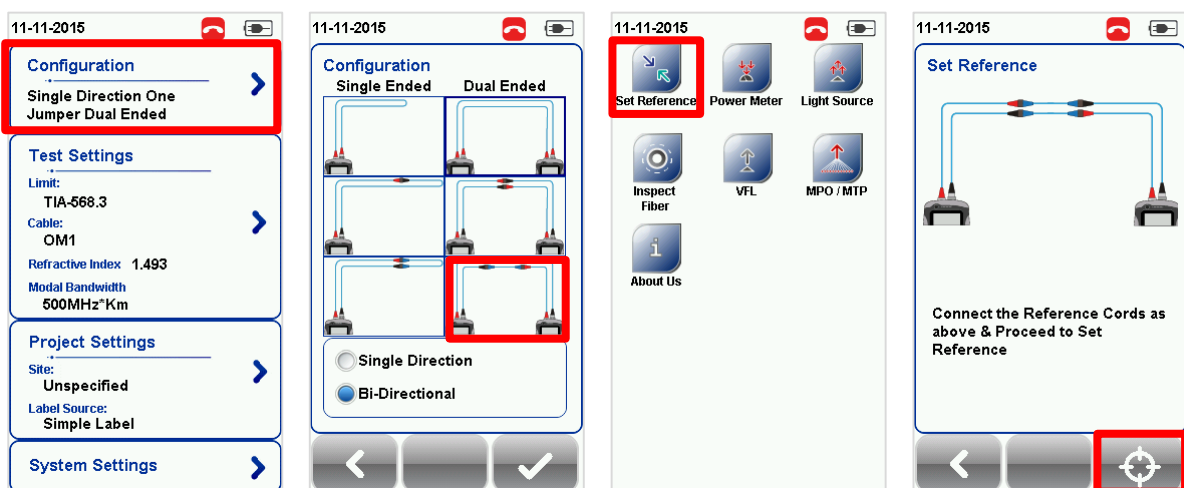 11-11-2015
Configuration
Single Direction One
Jumper Dual Ended
Test Settings
Limit:
TIA-568.3
Cable:
OM1
Refractive Index 1.493
Modal Bandwidth
500MHz*Km
Project Settings
Site:
Unspecified
Label Source:
Simple Label
System Settings
11-11-2015
Configuration
Single Ended Dual Ended
Single Direction
Bi-Directional
11-11-2015
Set Reference Power Meter Light Source
Inspect
Fiber
VFL
MPO / MTP
i
About Us
11-11-2015
Set Reference
Connect the Reference Cords as
above & Proceed to Set
Reference